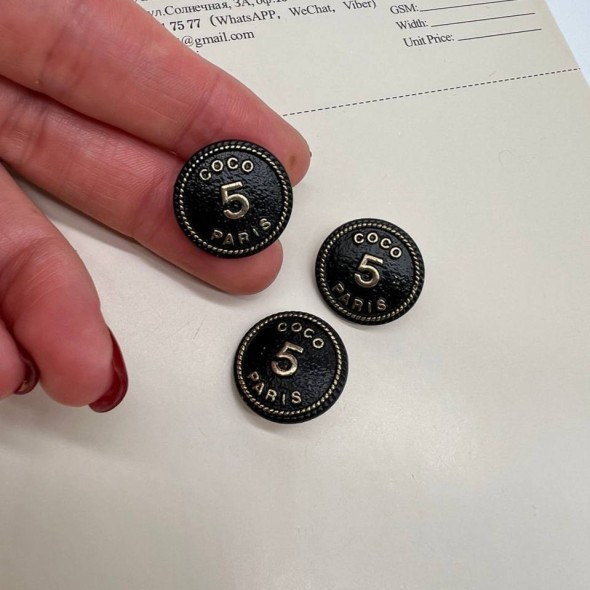 ул.Солнечная, 3А, оф.
75 77 (WhatsAPP, WeChat, Viber)
@gmail.com
GSM:
Width:
Unit Price:
COCO
5
PARIS
COCO
5
PARIS
COCO
5
PARIS